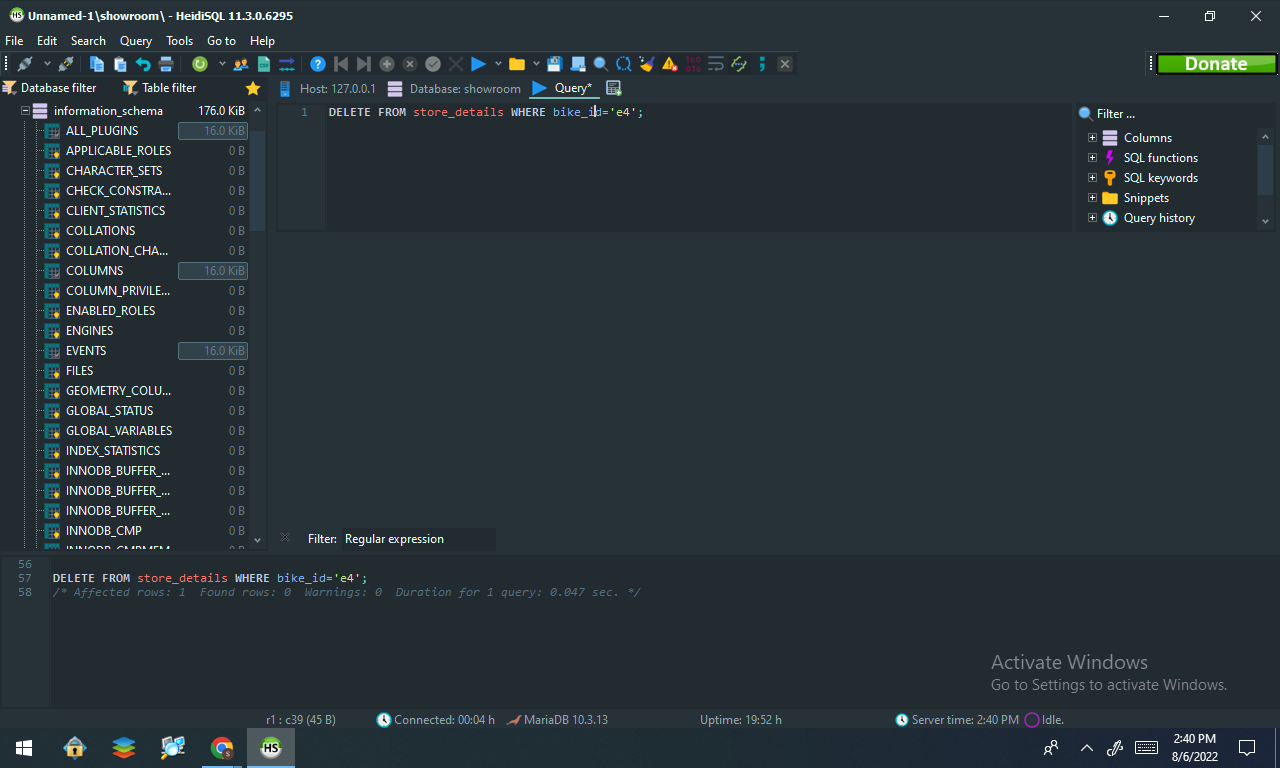 Unnamed-1\showroom\ - HeidiSQL 11.3.0.6295
File Edit Search Query Tools Go to Help
Donate
Database filter Table filter Host: 127.0.0.1 Database: showroom Query*
information_schema 176.0 KiB
ALL_PLUGINS 16.0 KiB
APPLICABLE_ROLES 0 B
CHARACTER_SETS 0 B
CHECK_CONSTRA... 0 B
CLIENT_STATISTICS 0 B
COLLATIONS 0 B
COLLATION_CHA... 0 B
COLUMNS 16.0 KiB
COLUMN_PRIVILE... 0 B
ENABLED_ROLES 0 B
ENGINES 0 B
EVENTS 16.0 KiB
FILES 0 B
GEOMETRY_COLU... 0 B
GLOBAL_STATUS 0 B
GLOBAL_VARIABLES 0 B
INDEX_STATISTICS 0 B
INNODB_BUFFER_... 0 B
INNODB_BUFFER_... 0 B
INNODB_BUFFER_... 0 B
INNODB_CMP 0 B
INNODB_CMPMEM 0 B
1 DELETE FROM store_details WHERE bike_id='e4';
Filter ...
Columns
SQL functions
SQL keywords
Snippets
Query history
Filter: Regular expression
56
57 DELETE FROM store_details WHERE bike_id='e4';
58 /* Affected rows: 1 Found rows: 0 Warnings: 0 Duration for 1 query: 0.047 sec. */
Activate Windows
Go to Settings to activate Windows.
r1 : c39 (45 B) Connected: 00:04 h MariaDB 10.3.13 Uptime: 19:52 h Server time: 2:40 PM Idle.
HS
2:40 PM
8/6/2022